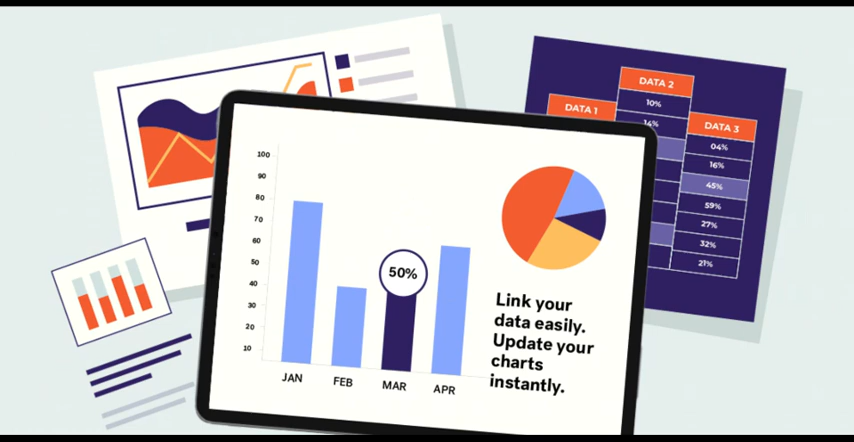 DATA 1
DATA 2
10%
14%
DATA 3
04%
16%
45%
59%
27%
32%
21%
100
90
80
70
60
50
40
30
20
10
50%
JAN
FEB
MAR
APR
Link your
data easily.
Update your
charts
instantly.